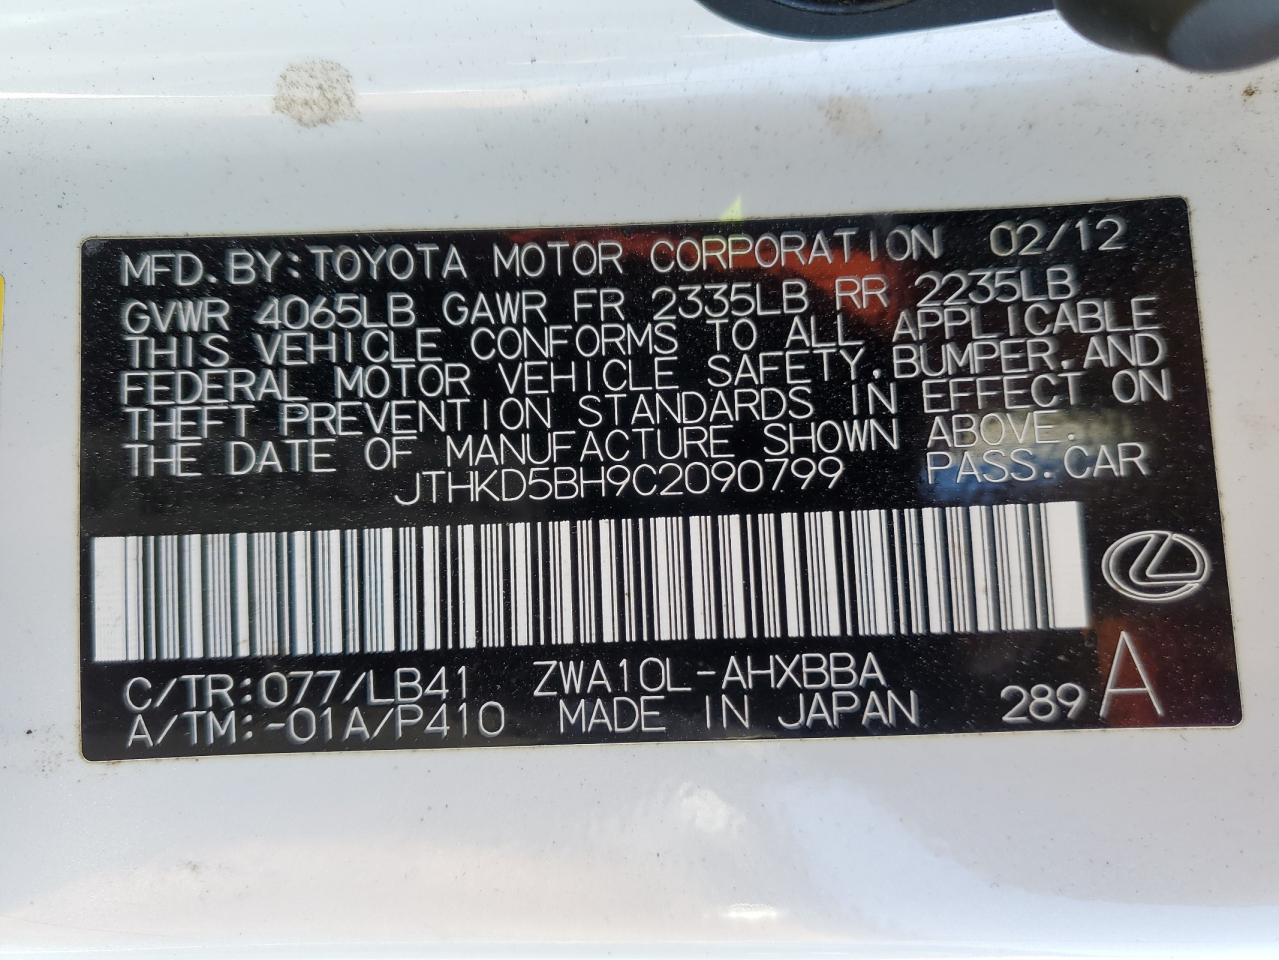 MFD.BY:TOYOTA MOTOR CORPORATION 02/12
GVWR 4065LB GAWR FR 2335LB RR 2235LB
THIS VEHICLE CONFORMS TO ALL APPLICABLE
FEDERAL MOTOR VEHICLE SAFETY,BUMPER,AND
THEFT PREVENTION STANDARDS IN EFFECT ON
THE DATE OF MANUFACTURE SHOWN ABOVE.
JTHKD5BH9C2090799 PASS.CAR
C/TR:077/LB41 ZWA10L-AHXBBA
A/TM:-01A/P410 MADE IN JAPAN 289 A